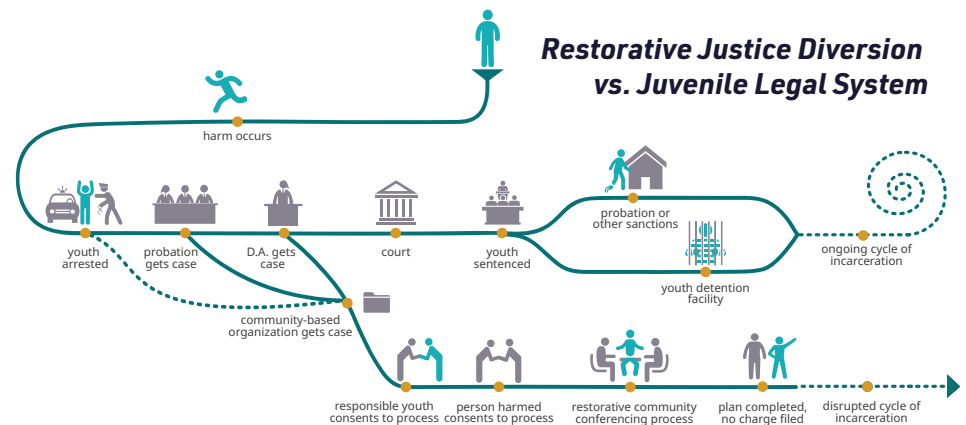 Restorative Justice Diversion
vs. Juvenile Legal System
harm occurs
youth
arrested
probation
gets case
D.A. gets
case
court
youth
sentenced
probation or
other sanctions
youth detention
facility
ongoing cycle of
incarceration
community-based
organization gets case
responsible youth
consents to process
person harmed
consents to process
restorative community
conferencing process
plan completed,
no charge filed
disrupted cycle of
incarceration